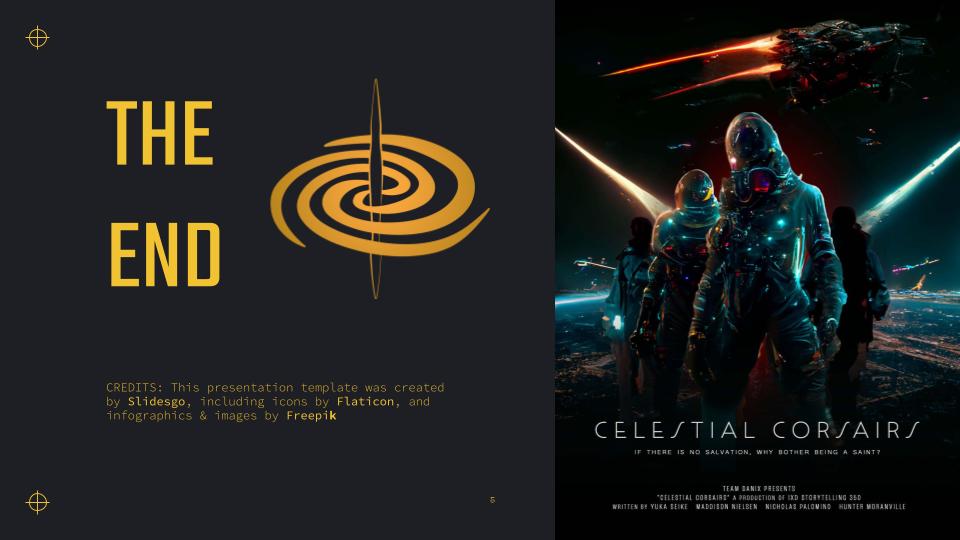 THE
END
CREDITS: This presentation template was created
by Slidesgo, including icons by Flaticon, and
infographics & images by Freepik
5
CELESTIAL CORSAIRS
IF THERE IS NO SALVATION, WHY BOTHER BEING A SAINT?
TEAM DANIX PRESENTS
"CELESTIAL CORSAIRS" A PRODUCTION OF IXD STORYTELLING 360
WRITTEN BY YUKA SEIKE MADDISON NIELSEN NICHOLAS PALOMINO HUNTER MORANVILLE